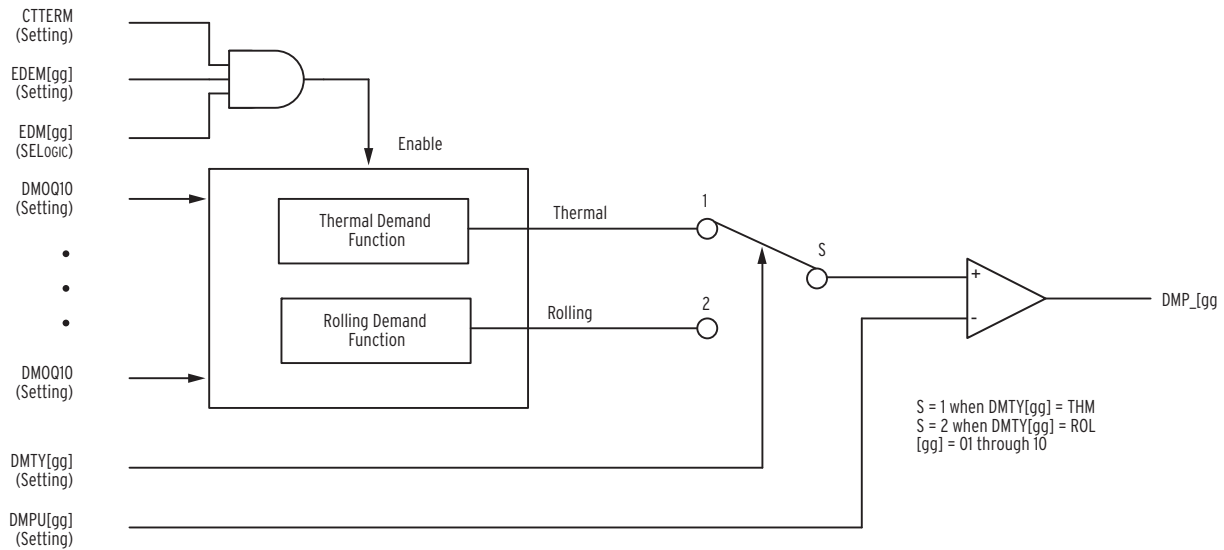 CTTERM
(Setting)
EDEM[gg]
(Setting)
EDM[gg]
(SELOGIC)
Enable
DMOQ10
(Setting)
DMOQ10
(Setting)
Thermal Demand
Function
Thermal
Rolling Demand
Function
Rolling
1
S
2
+
-
DMP_[gg
S = 1 when DMTY[gg] = THM
S = 2 when DMTY[gg] = ROL
[gg] = 01 through 10
DMTY[gg]
(Setting)
DMPU[gg]
(Setting)